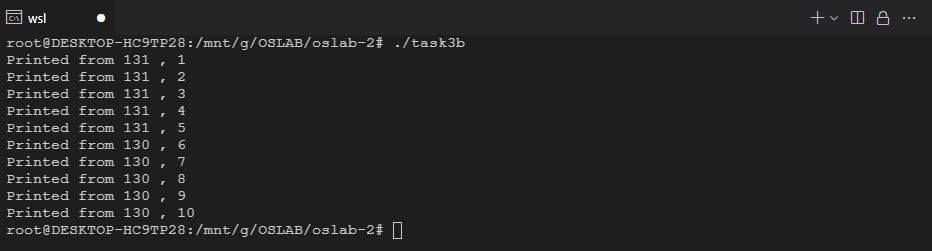 wsl
root@DESKTOP-HC9TP28:/mnt/g/OSLAB/oslab-2# ./task3b
Printed from 131 , 1
Printed from 131 , 2
Printed from 131 , 3
Printed from 131 , 4
Printed from 131 , 5
Printed from 130 , 6
Printed from 130 , 7
Printed from 130 , 8
Printed from 130 , 9
Printed from 130 , 10
root@DESKTOP-HC9TP28:/mnt/g/OSLAB/oslab-2#